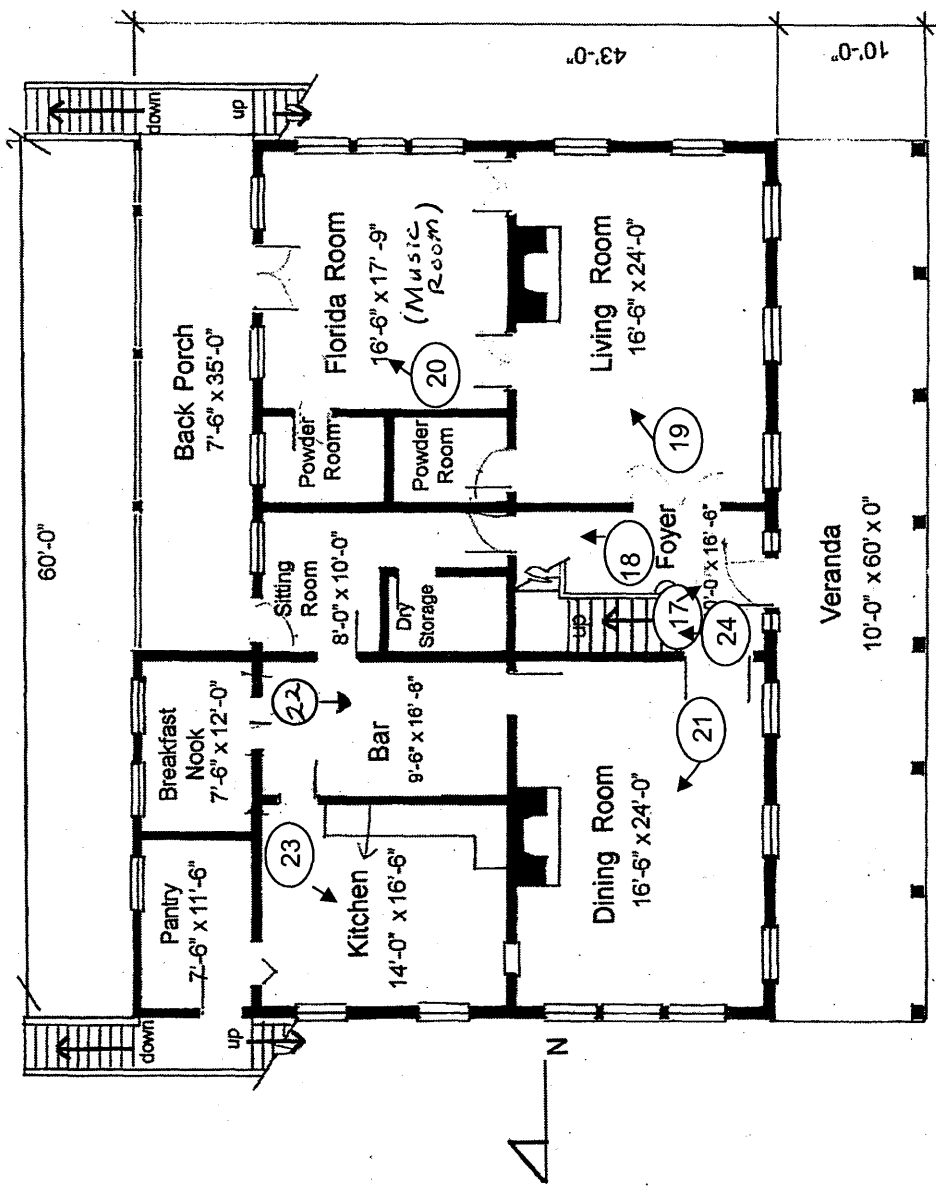 60'-0"
43'-0"
10'-0"
down
up
down
up
Pantry
7'-6" x 11'-6"
Breakfast
Nook
7'-6" x 12'-0"
Back Porch
7'-6" x 35'-0"
Kitchen
14'-0" x 16'-6"
23
22
Bar
9'-6" x 16'-6"
Sitting
Room
8'-0" x 10'-0"
Dry
Storage
Powder
Room
Powder
Room
Florida Room
16'-6" x 17'-9"
(Music
Room)
20
Dining Room
16'-6" x 24'-0"
21
up
17
24
18
Foyer
0'-0" x 16'-6"
19
Living Room
16'-6" x 24'-0"
Veranda
10'-0" x 60' x 0"
N